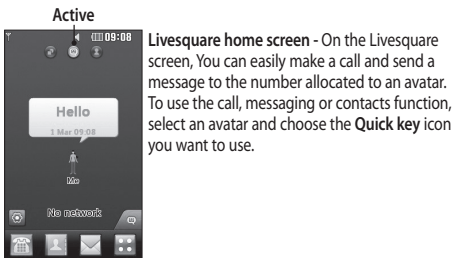 Active
09:08
Hello
1 Mar 09:08
Me
No network
Livesquare home screen - On the Livesquare
screen, You can easily make a call and send a
message to the number allocated to an avatar.
To use the call, messaging or contacts function,
select an avatar and choose the Quick key icon
you want to use.